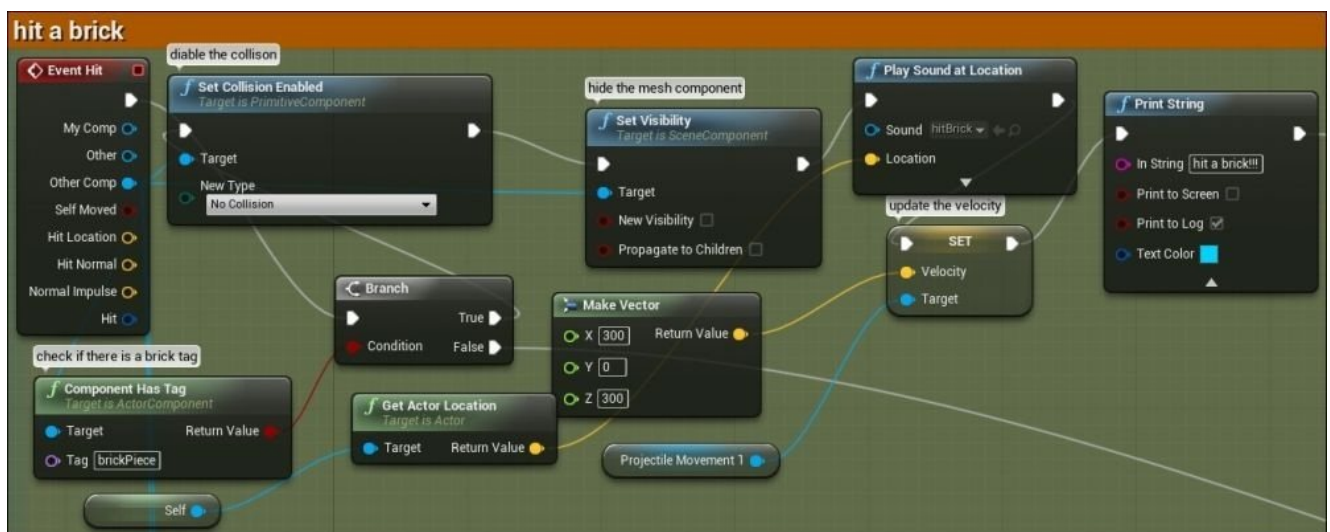 hit a brick
Event Hit
My Comp
Other
Other Comp
Self Moved
Hit Location
Hit Normal
Normal Impulse
Hit
diable the collison
Set Collision Enabled
Target is PrimitiveComponent
Target
New Type
No Collision
hide the mesh component
Set Visibility
Target is SceneComponent
Target
New Visibility
Propagate to Children
Play Sound at Location
Sound hitBrick
Location
update the velocity
SET
Velocity
Target
Print String
In String hit a brick!!!
Print to Screen
Print to Log
Text Color
Branch
True
Condition False
Make Vector
X 300 Return Value
Y 0
Z 300
check if there is a brick tag
Component Has Tag
Target is ActorComponent
Target Return Value
Tag brickPiece
Self
Get Actor Location
Target is Actor
Target Return Value
Projectile Movement 1